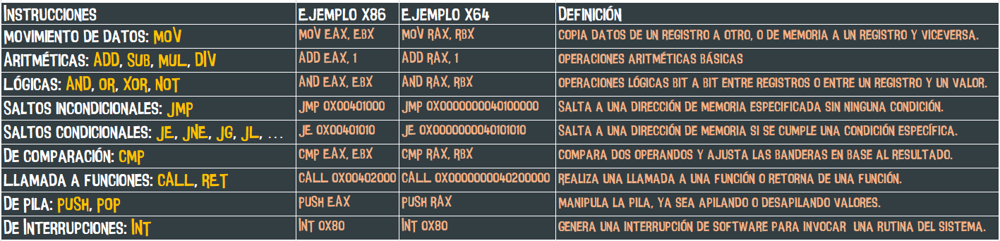 INSTRUCCIONES EJEMPLO X86 EJEMPLO X64 DEFINICIÓN
MOVIMIENTO DE DATOS: MOV MOV EAX, EBX MOV RAX, RBX COPIA DATOS DE UN REGISTRO A OTRO, O DE MEMORIA A UN REGISTRO Y VICEVERSA.
ARITMÉTICAS: ADD, SUB, MUL, DIV ADD EAX, 1 ADD RAX, 1 OPERACIONES ARITMÉTICAS BÁSICAS
LÓGICAS: AND, OR, XOR, NOT AND EAX, EBX AND RAX, RBX OPERACIONES LÓGICAS BIT A BIT ENTRE REGISTROS O ENTRE UN REGISTRO Y UN VALOR.
SALTOS INCONDICIONALES: JMP JMP 0X00401000 JMP 0X0000000040100000 SALTA A UNA DIRECCIÓN DE MEMORIA ESPECIFICADA SIN NINGUNA CONDICIÓN.
SALTOS CONDICIONALES: JE, JNE, JG, JL, ... JE 0X00401010 JE 0X0000000040101010 SALTA A UNA DIRECCIÓN DE MEMORIA SI SE CUMPLE UNA CONDICIÓN ESPECÍFICA.
DE COMPARACIÓN: CMP CMP EAX, EBX CMP RAX, RBX COMPARA DOS OPERANDOS Y AJUSTA LAS BANDERAS EN BASE AL RESULTADO.
LLAMADA A FUNCIONES: CALL, RET CALL 0X00402000 CALL 0X0000000040200000 REALIZA UNA LLAMADA A UNA FUNCIÓN O RETORNA DE UNA FUNCIÓN.
DE PILA: PUSH, POP PUSH EAX PUSH RAX MANIPULA LA PILA, YA SEA APILANDO O DESAPILANDO VALORES.
DE INTERRUPCIONES: INT INT 0X80 INT 0X80 GENERA UNA INTERRUPCIÓN DE SOFTWARE PARA INVOCAR UNA RUTINA DEL SISTEMA.